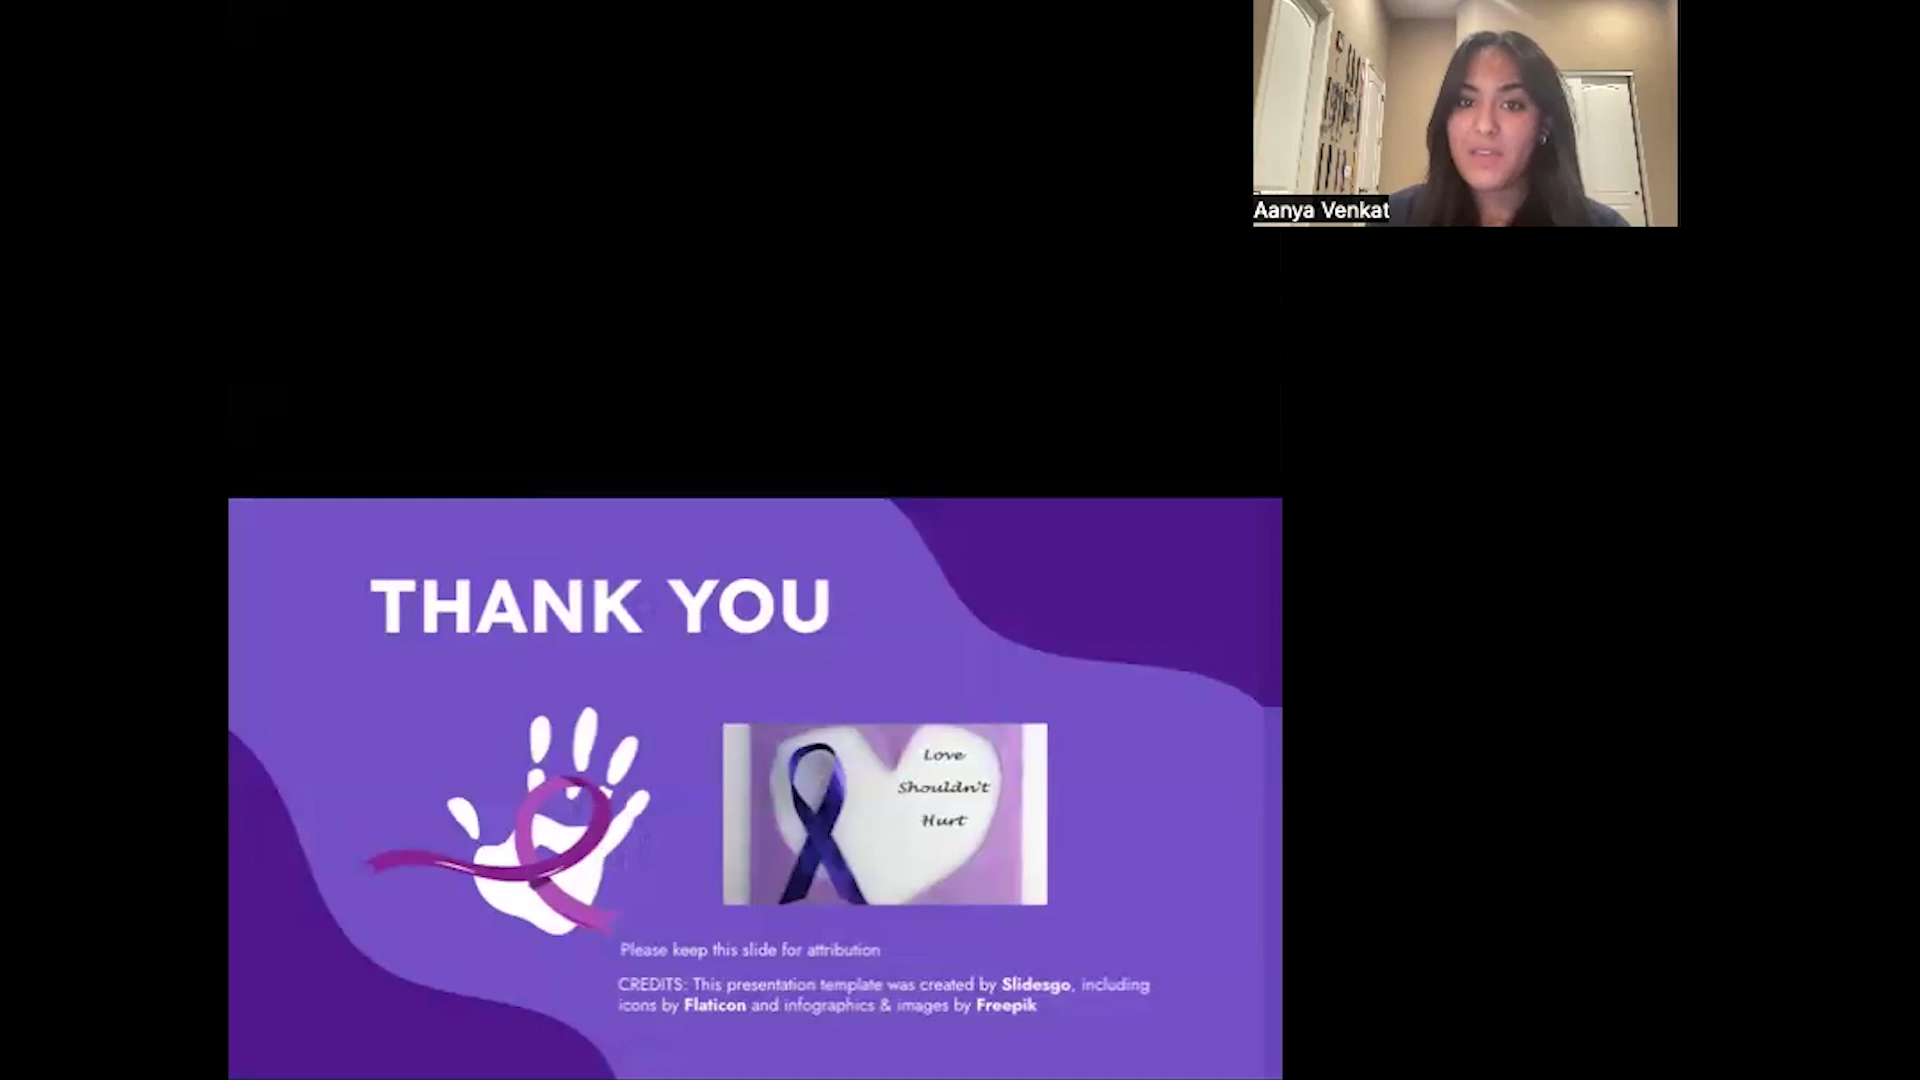 Aanya Venkat
THANK YOU
Love
Shouldn't
Hurt
Please keep this slide for attribution
CREDITS: This presentation template was created by Slidesgo, including
icons by Flaticon and infographics & images by Freepik